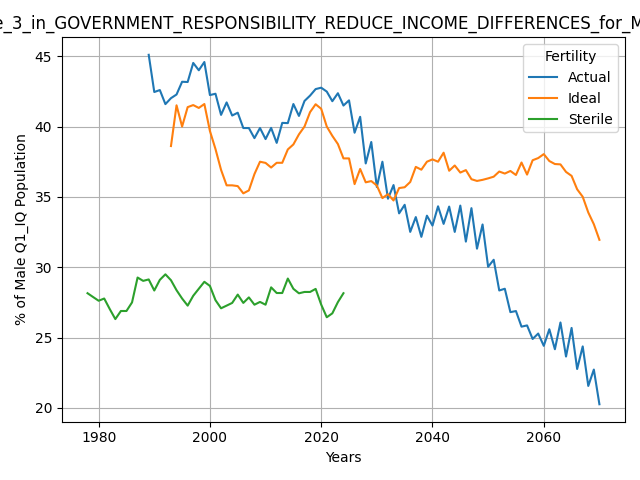 e_3_in_GOVERNMENT_RESPONSIBILITY_REDUCE_INCOME_DIFFERENCES_for_M
Fertility
Actual
Ideal
Sterile
% of Male Q1_IQ Population
45
40
35
30
25
20
1980
2000
2020
2040
2060
Years